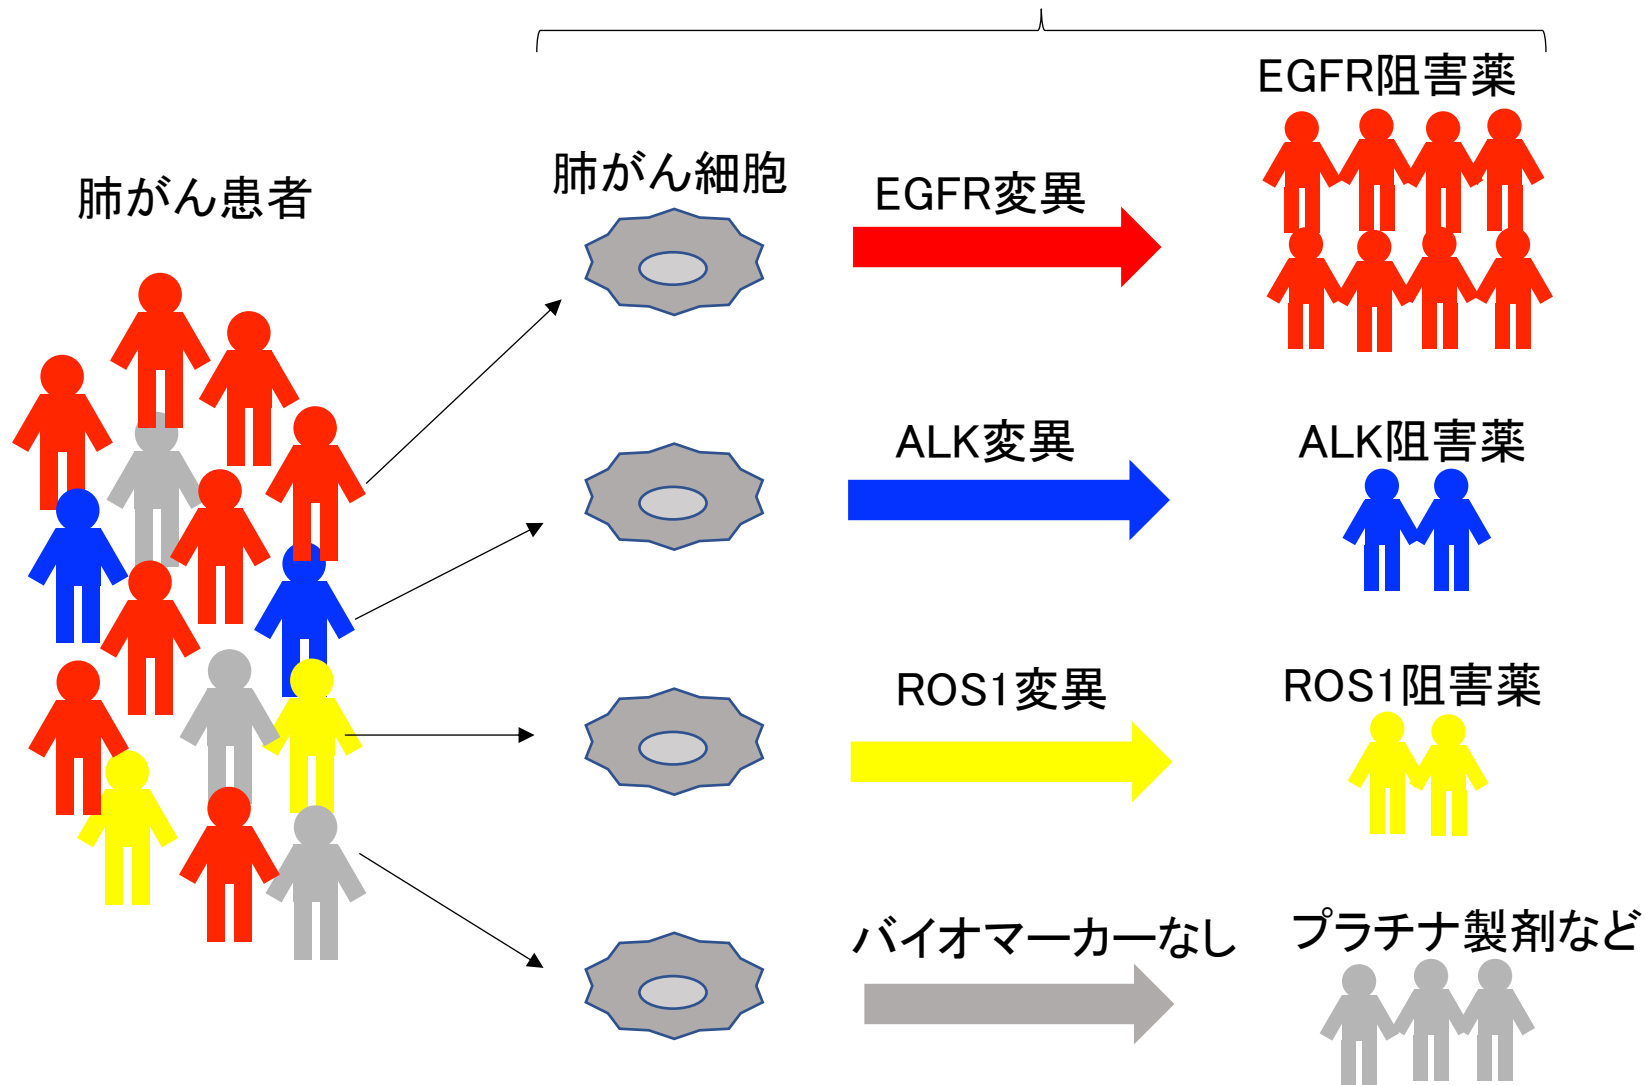 肺がん患者
肺がん細胞
EGFR変異
EGFR阻害薬
ALK変異
ALK阻害薬
ROS1変異
ROS1阻害薬
バイオマーカーなし
プラチナ製剤など